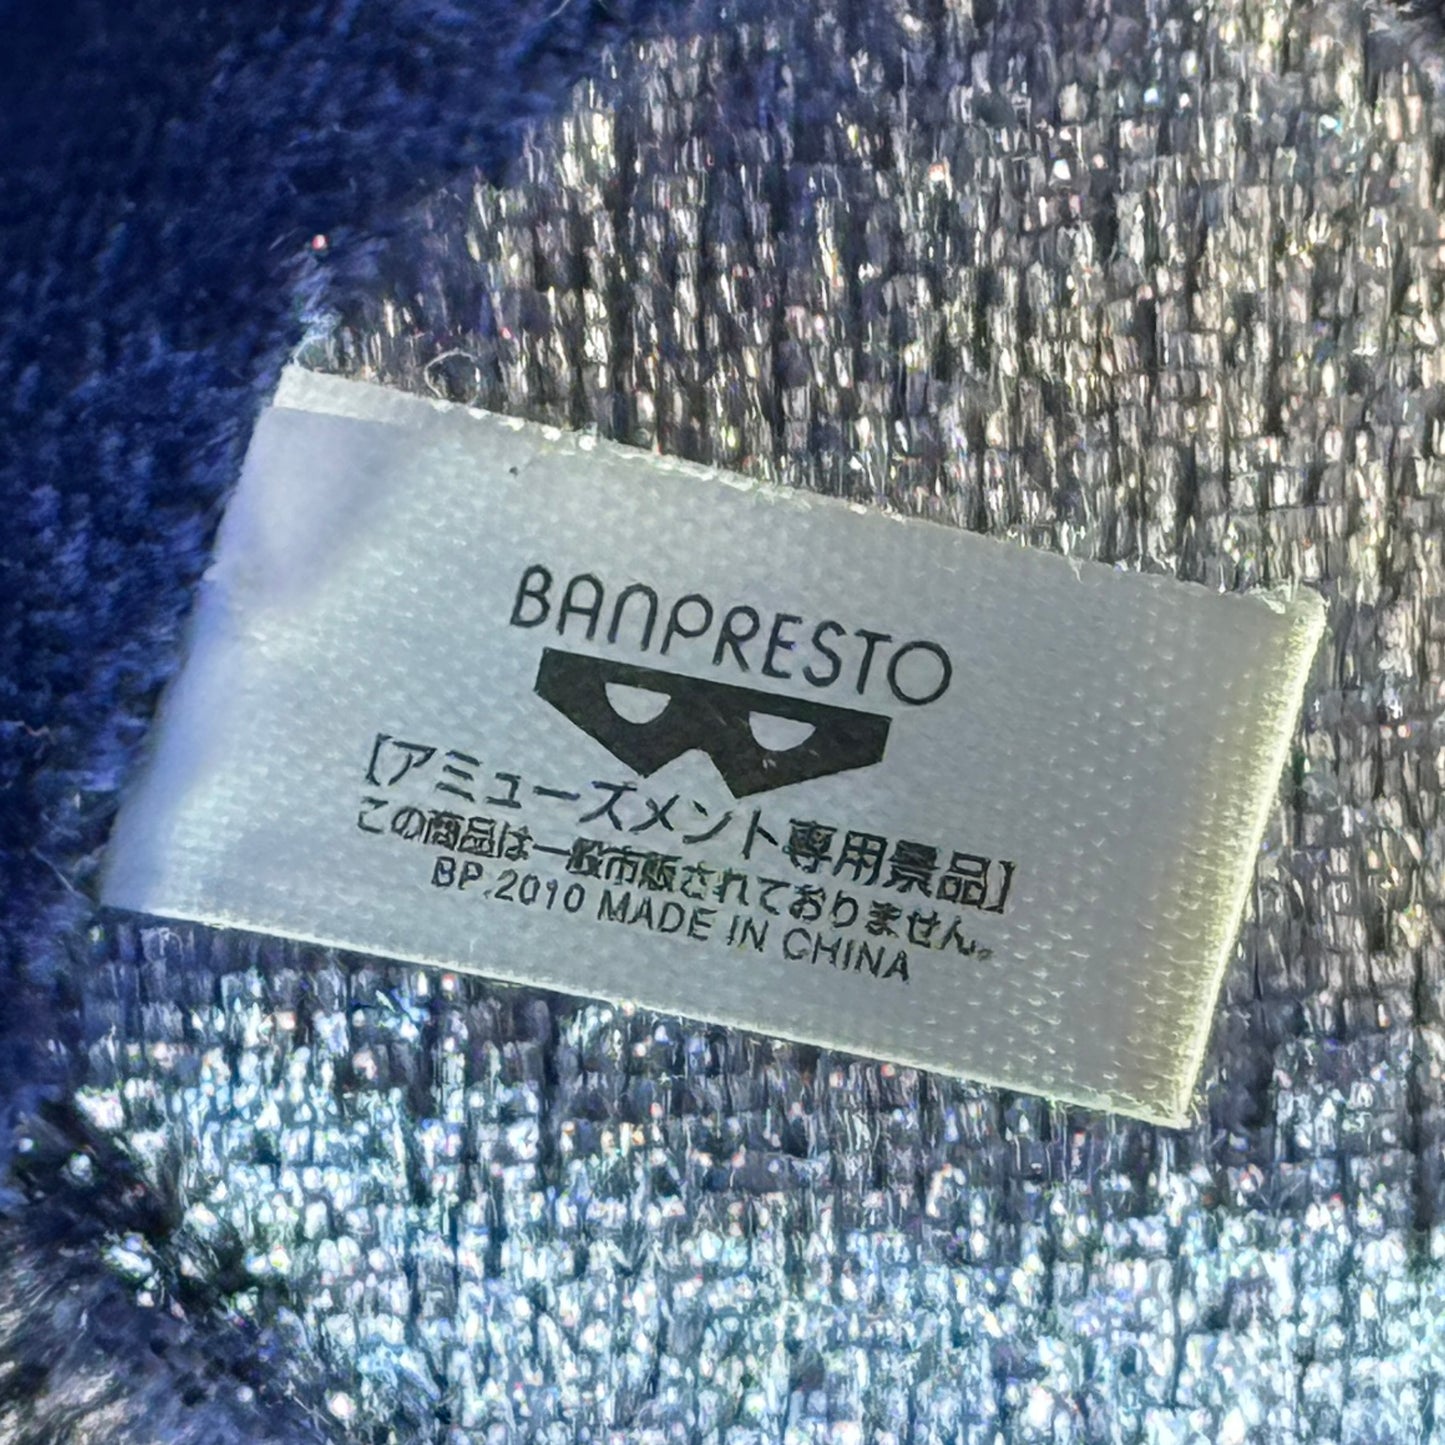 BANPRESTO
【アミューズメント専用景品】
この商品は一般市販されておりません。
BP.2010 MADE IN CHINA